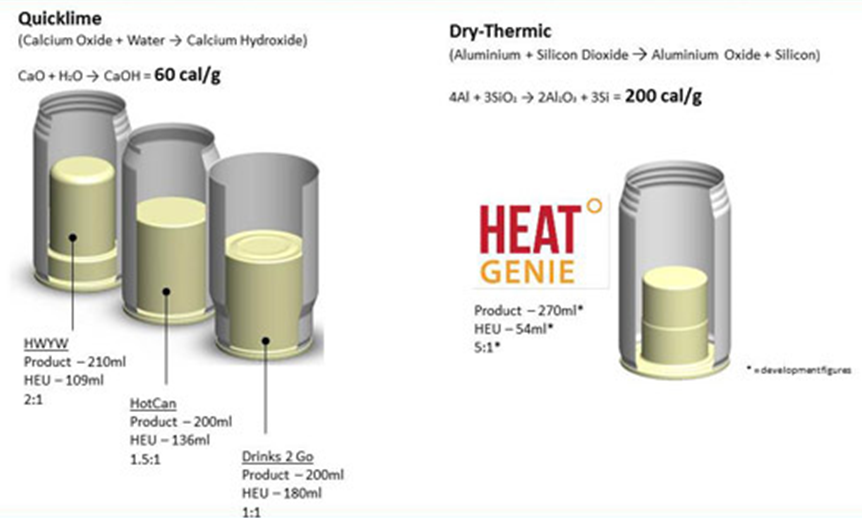 Quicklime
(Calcium Oxide + Water → Calcium Hydroxide)
CaO + H₂O → CaOH = 60 cal/g
HWYW
Product – 210ml
HEU – 109ml
2:1
HotCan
Product – 200ml
HEU – 136ml
1.5:1
Drinks 2 Go
Product – 200ml
HEU – 180ml
1:1
Dry-Thermic
(Aluminium + Silicon Dioxide → Aluminium Oxide + Silicon)
4Al + 3SiO₂ → 2Al₂O₃ + 3Si = 200 cal/g
HEAT°
GENIE
Product – 270ml*
HEU – 54ml*
5:1*
* = development figures